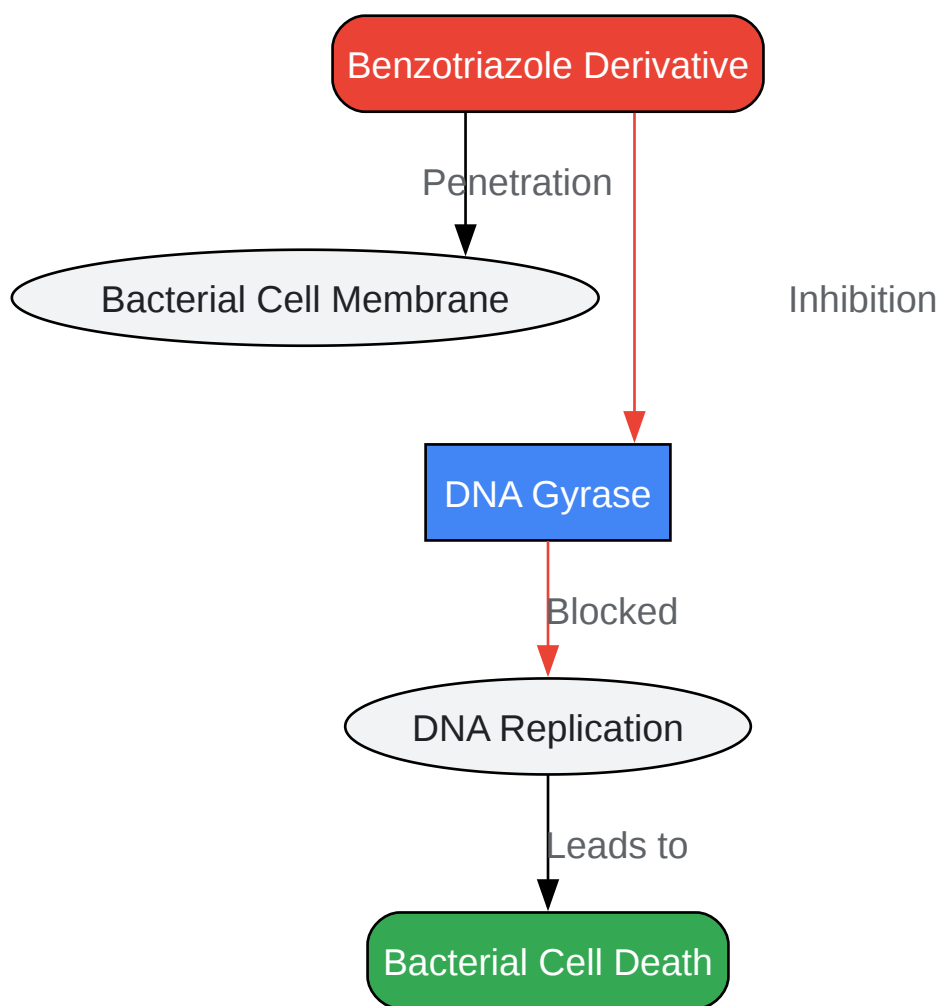 Benzotriazole Derivative
Penetration
Bacterial Cell Membrane
Inhibition
DNA Gyrase
Blocked
DNA Replication
Leads to
Bacterial Cell Death